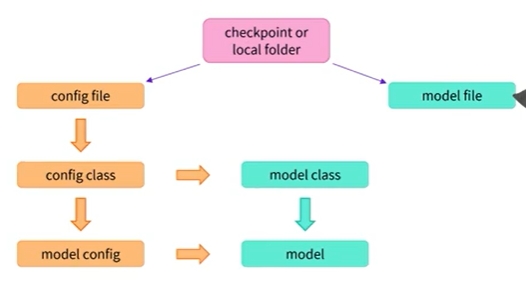 checkpoint or
local folder
config file
model file
config class
model class
model config
model